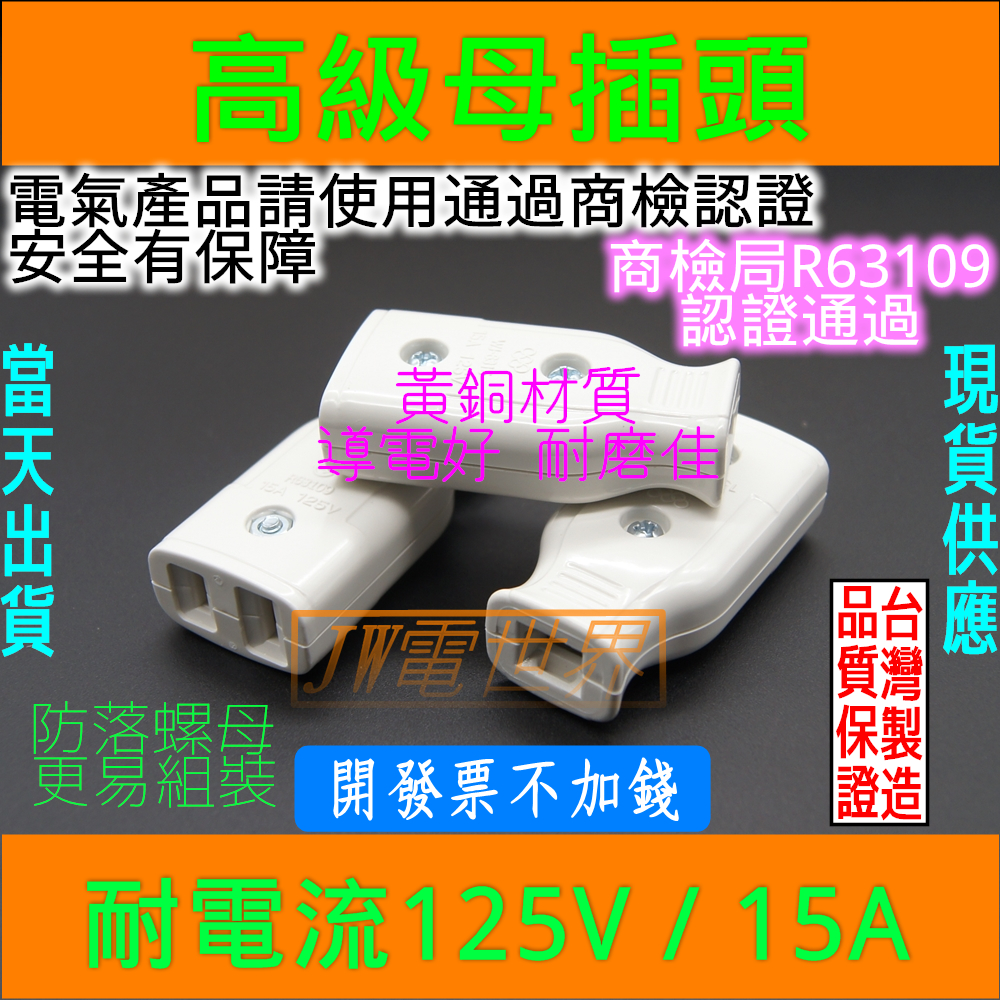 高級母插頭
電氣產品請使用通過商檢認證
安全有保障
商檢局R63109
認證通過
黃銅材質
導電好 耐磨佳
當天出貨
現貨供應
15A 125V
JW電世界
台灣製造
品質保證
防落螺母
更易組裝
開發票不加錢
耐電流125V / 15A